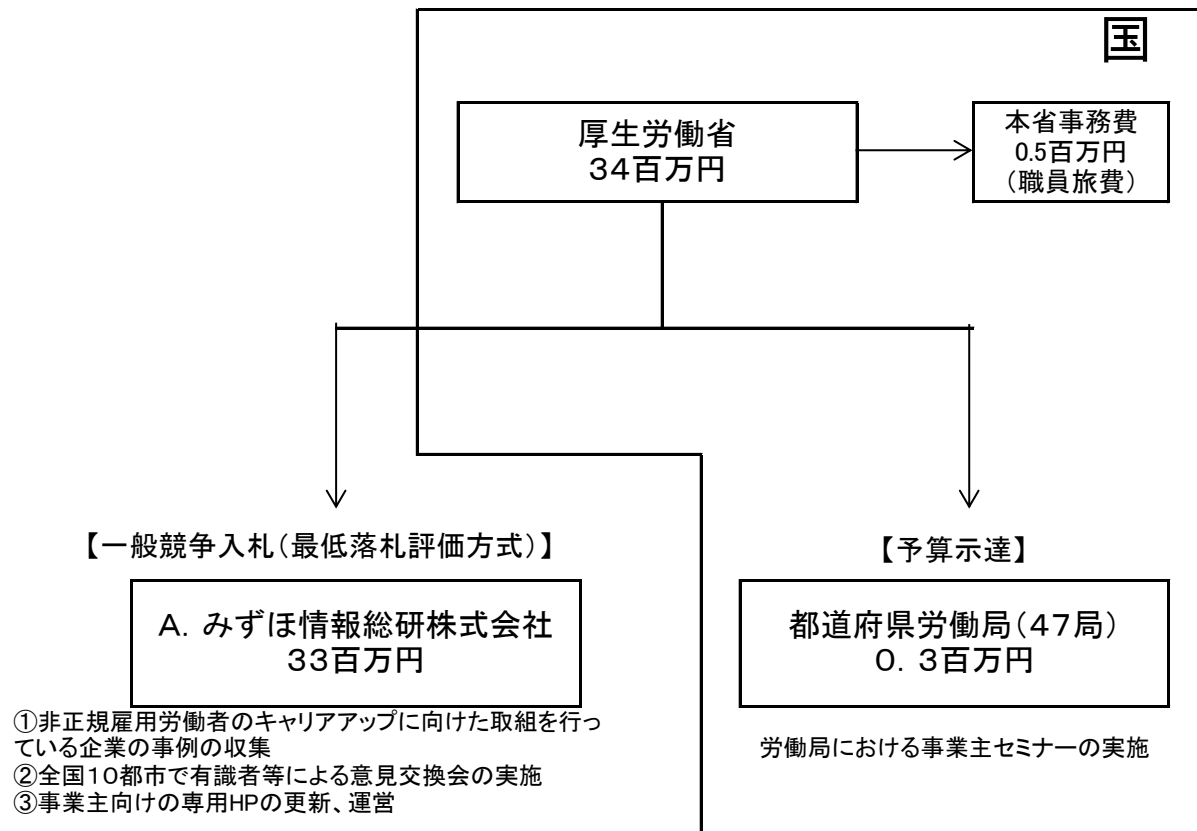 国
厚生労働省
34百万円
本省事務費
0.5百万円
（職員旅費）
【一般競争入札（最低落札評価方式）】
A. みずほ情報総研株式会社
33百万円
①非正規雇用労働者のキャリアアップに向けた取組を行っ
ている企業の事例の収集
②全国10都市で有識者等による意見交換会の実施
③事業主向けの専用HPの更新、運営
【予算示達】
都道府県労働局（47局）
0. 3百万円
労働局における事業主セミナーの実施